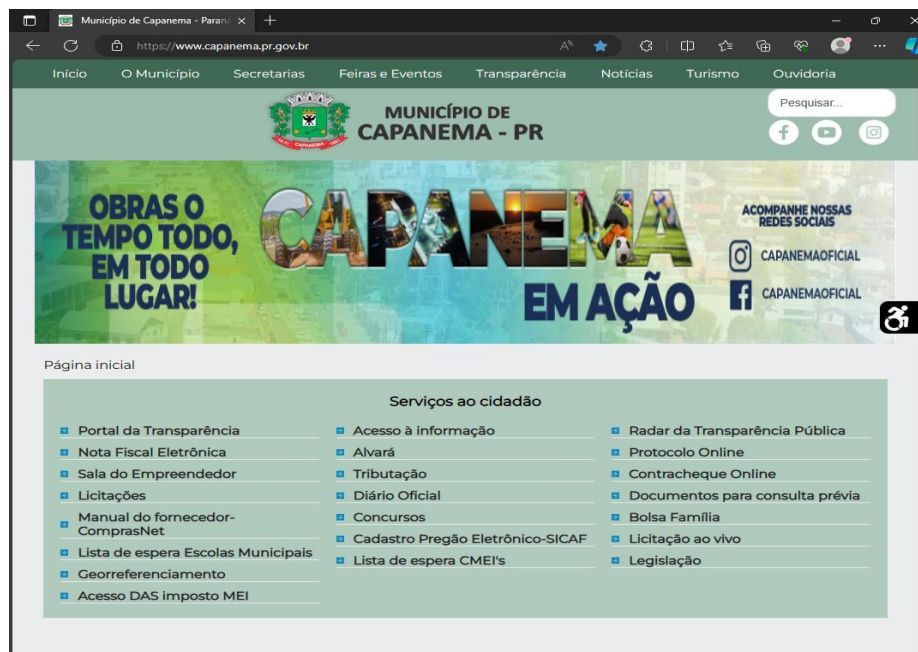 Município de Capanema - Paran
https://www.capanema.pr.gov.br
Início O Município Secretarias Feiras e Eventos Transparência Notícias Turismo Ouvidoria
CAPANEMA
MUNICÍPIO DE
CAPANEMA - PR
Pesquisar...
OBRAS O
TEMPO TODO,
EM TODO
LUGAR!
CAPANEMA
EM AÇÃO
ACOMPANHE NOSSAS
REDES SOCIAIS
CAPANEMAOFICIAL
CAPANEMAOFICIAL
Página inicial
Serviços ao cidadão
Portal da Transparência
Nota Fiscal Eletrônica
Sala do Empreendedor
Licitações
Manual do fornecedor-
ComprasNet
Lista de espera Escolas Municipais
Georreferenciamento
Acesso DAS imposto MEI
Acesso à informação
Alvará
Tributação
Diário Oficial
Concursos
Cadastro Pregão Eletrônico-SICAF
Lista de espera CMEI's
Radar da Transparência Pública
Protocolo Online
Contracheque Online
Documentos para consulta prévia
Bolsa Família
Licitação ao vivo
Legislação